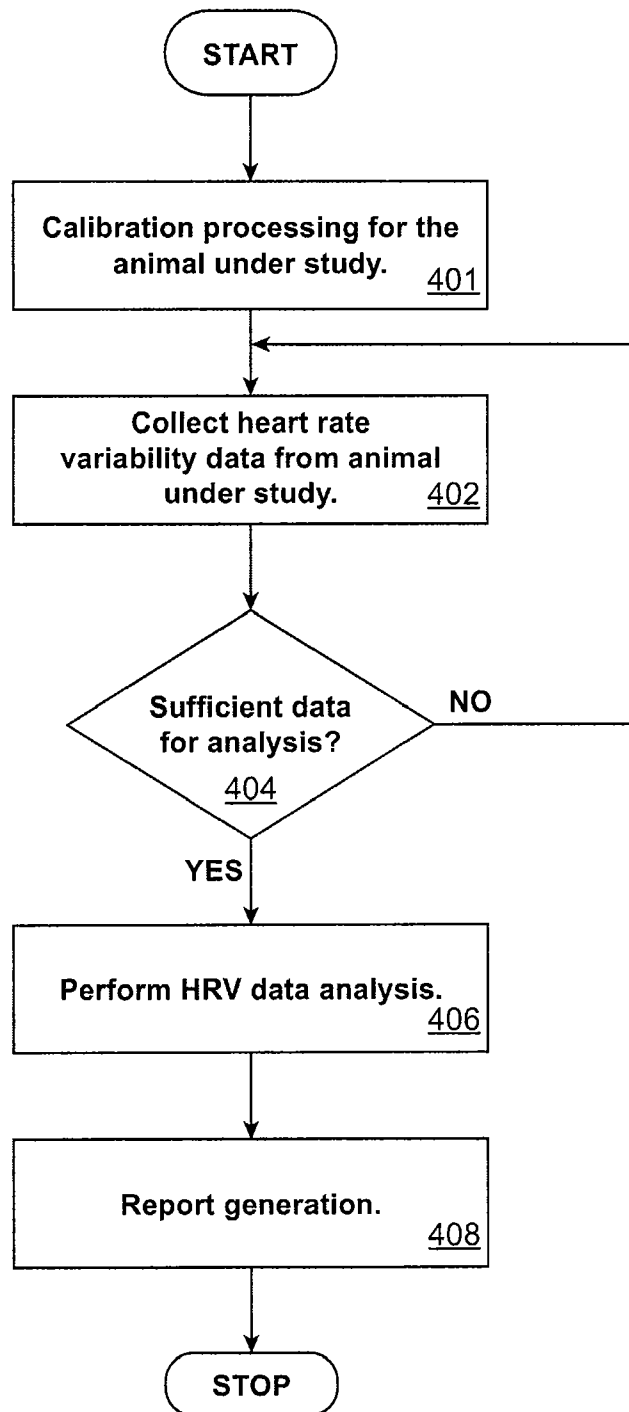 START
Calibration processing for the
animal under study.
401
Collect heart rate
variability data from animal
under study.
402
Sufficient data
for analysis?
404
NO
YES
Perform HRV data analysis.
406
Report generation.
408
STOP